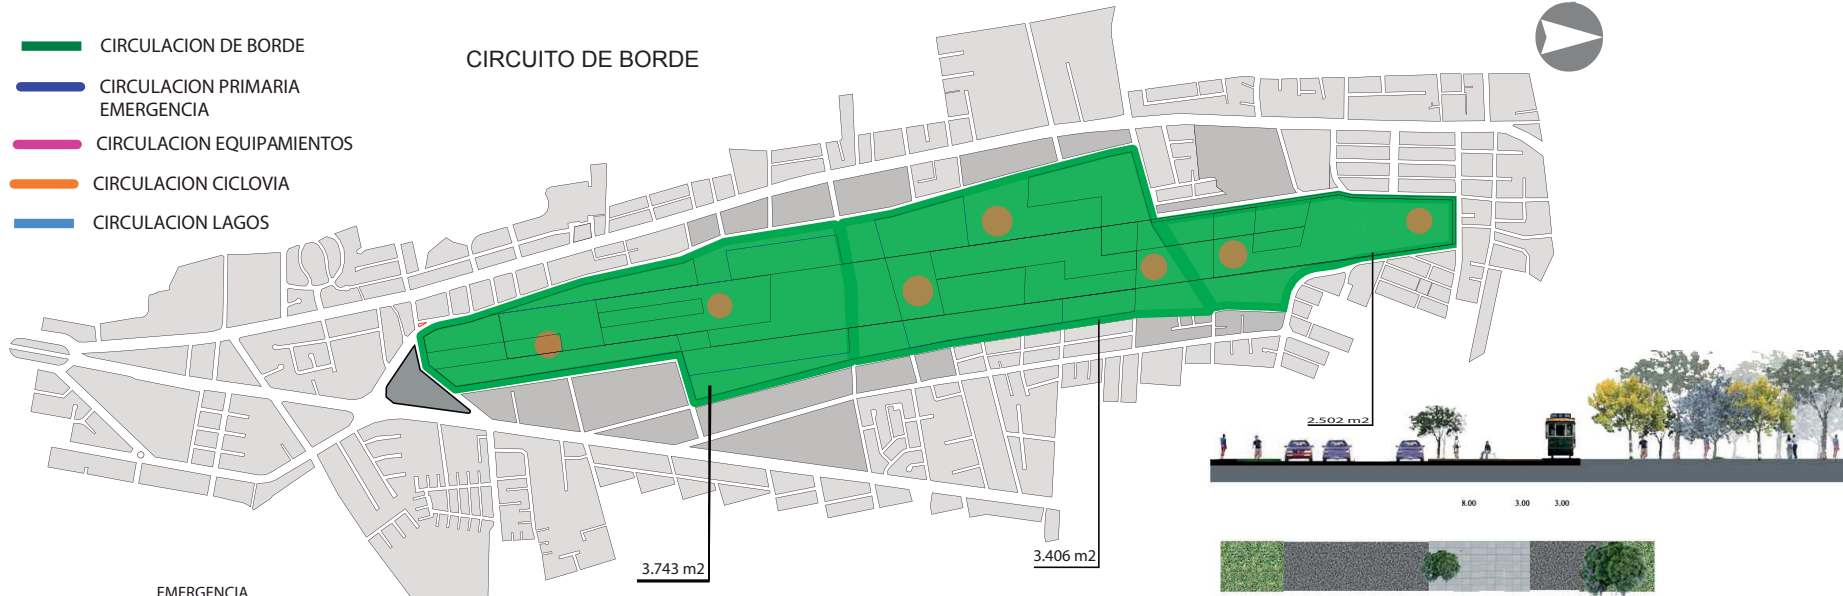 CIRCULACION DE BORDE
CIRCUITO DE BORDE
CIRCULACION PRIMARIA
EMERGENCIA
CIRCULACION EQUIPAMIENTOS
CIRCULACION CICLOVIA
CIRCULACION LAGOS
2.502 m2
8.00 3.00 3.00
3.406 m2
3.743 m2
EMERGENCIA